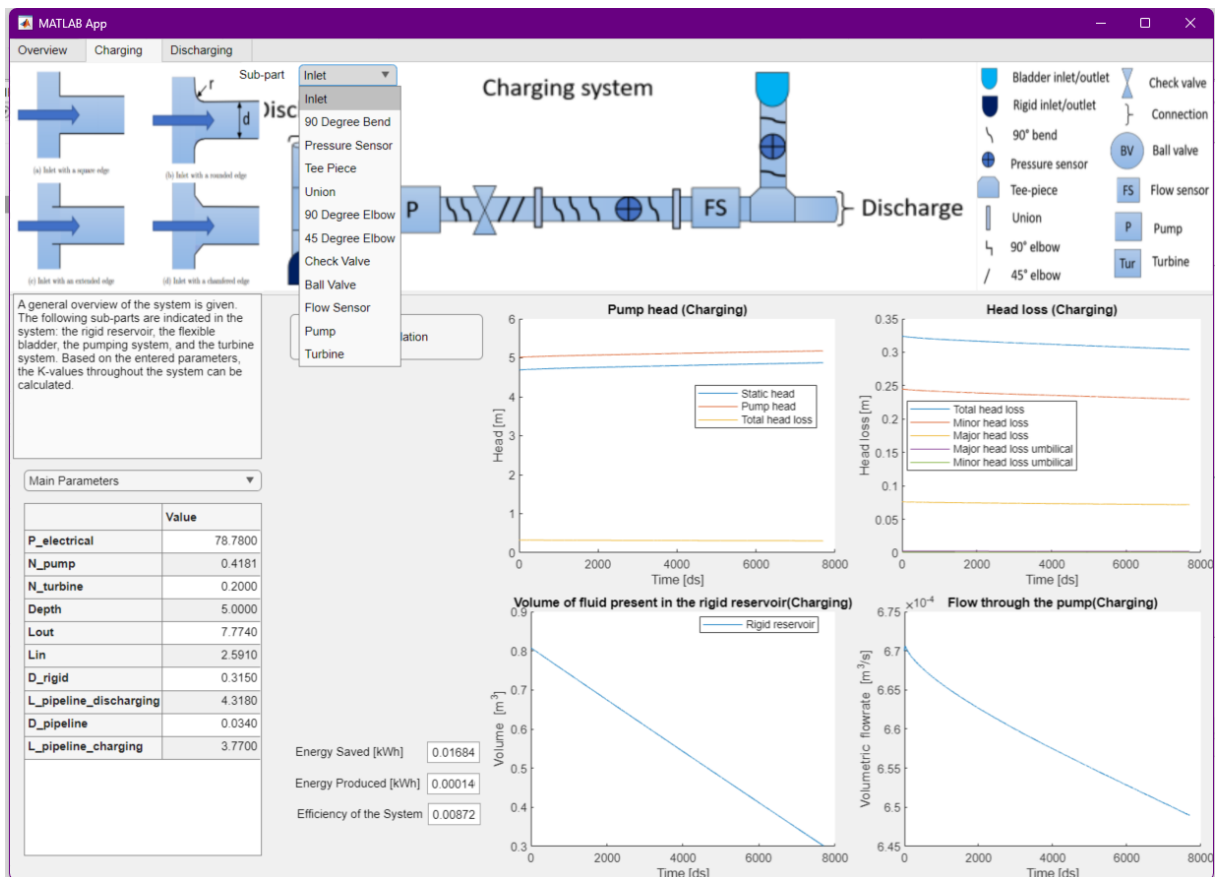 MATLAB App
Overview
Charging
Discharging
Sub-part
Inlet
Inlet
90 Degree Bend
Pressure Sensor
Tee Piece
Union
90 Degree Elbow
45 Degree Elbow
Check Valve
Ball Valve
Flow Sensor
Pump
Turbine
r
d
(a) Inlet with a square edge
(b) Inlet with a rounded edge
(c) Inlet with an extended edge
(d) Inlet with a chamfered edge
Charging system
P
FS
Discharge
Bladder inlet/outlet
Rigid inlet/outlet
90° bend
Pressure sensor
Tee-piece
Union
90° elbow
45° elbow
Check valve
Connection
BV
Ball valve
FS
Flow sensor
P
Pump
Tur
Turbine
A general overview of the system is given.
The following sub-parts are indicated in the
system: the rigid reservoir, the flexible
bladder, the pumping system, and the turbine
system. Based on the entered parameters,
the K-values throughout the system can be
calculated.
Main Parameters
Value
P_electrical 78.7800
N_pump 0.4181
N_turbine 0.2000
Depth 5.0000
Lout 7.7740
Lin 2.5910
D_rigid 0.3150
L_pipeline_discharging 4.3180
D_pipeline 0.0340
L_pipeline_charging 3.7700
Energy Saved [kWh] 0.01684
Energy Produced [kWh] 0.00014
Efficiency of the System 0.00872
Pump head (Charging)
6
5
4
3
2
1
0
Head [m]
Static head
Pump head
Total head loss
0 2000 4000 6000 8000
Time [ds]
Head loss (Charging)
0.35
0.3
0.25
0.2
0.15
0.1
0.05
0
Head loss [m]
Total head loss
Minor head loss
Major head loss
Major head loss umbilical
Minor head loss umbilical
0 2000 4000 6000 8000
Time [ds]
Volume of fluid present in the rigid reservoir(Charging)
0.9
0.8
0.7
0.6
0.5
0.4
0.3
Volume [m³]
Rigid reservoir
0 2000 4000 6000 8000
Time [ds]
Flow through the pump(Charging)
×10⁻⁴
6.75
6.7
6.65
6.6
6.55
6.5
6.45
Volumetric flowrate [m³/s]
0 2000 4000 6000 8000
Time [ds]